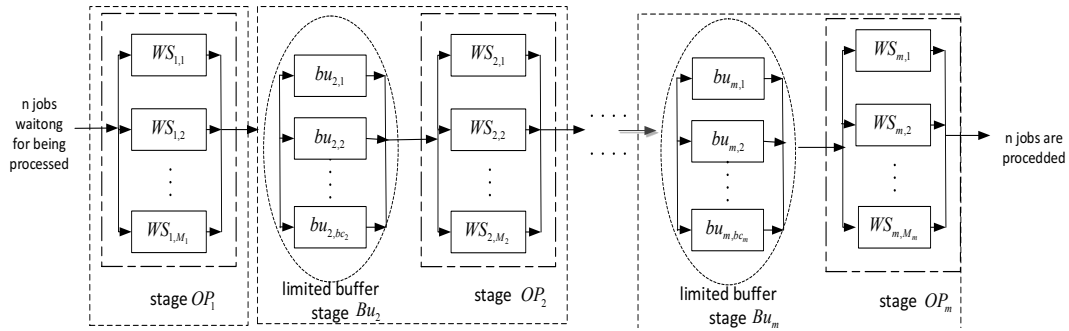 n jobs
waitong
for being
processed
WS₁,₁
WS₁,₂
⋮
WS₁,M₁
stage OP₁
bu₂,₁
bu₂,₂
⋮
bu₂,bc₂
limited buffer
stage Bu₂
WS₂,₁
WS₂,₂
⋮
WS₂,M₂
stage OP₂
. . . .
. . . .
buₘ,₁
buₘ,₂
⋮
buₘ,bcₘ
limited buffer
stage Buₘ
WSₘ,₁
WSₘ,₂
⋮
WSₘ,Mₘ
stage OPₘ
n jobs are
procedded